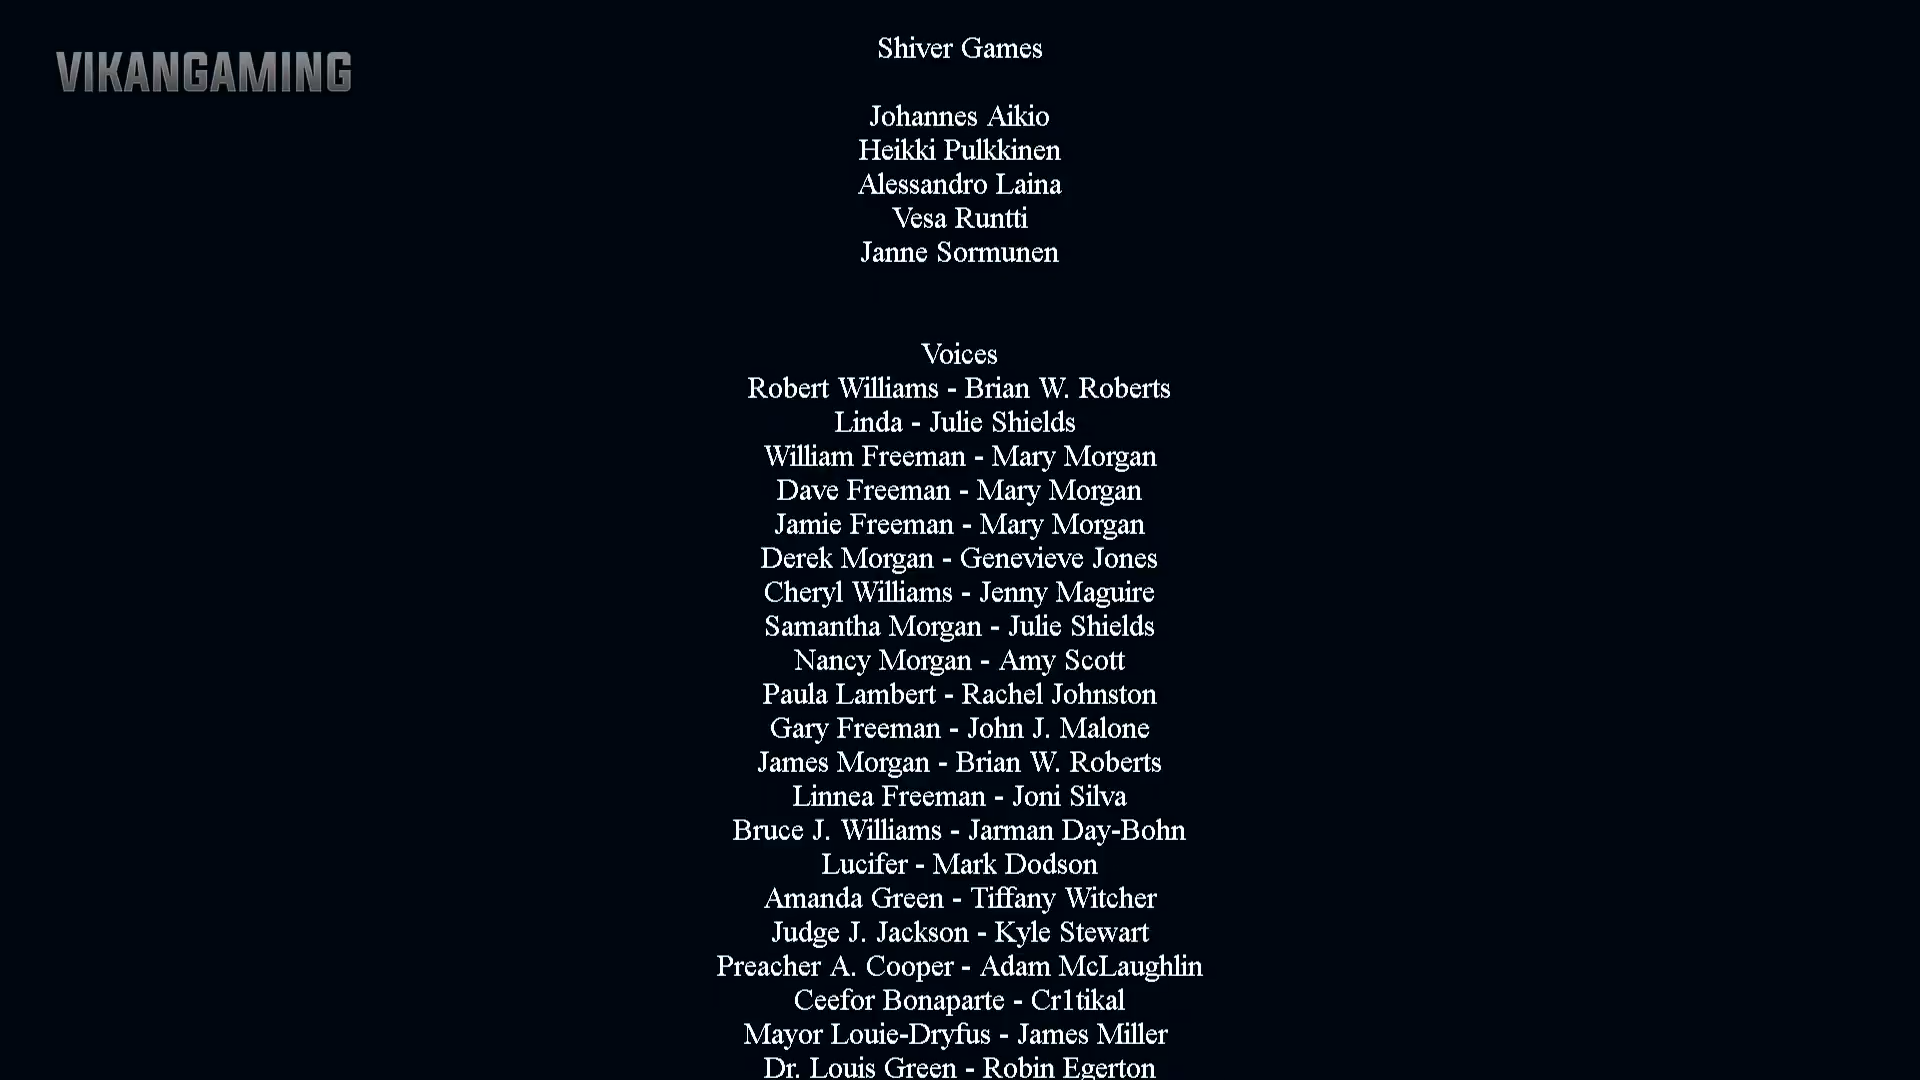 VIKANGAMING
Shiver Games
Johannes Aikio
Heikki Pulkkinen
Alessandro Laina
Vesa Runtti
Janne Sormunen
Voices
Robert Williams - Brian W. Roberts
Linda - Julie Shields
William Freeman - Mary Morgan
Dave Freeman - Mary Morgan
Jamie Freeman - Mary Morgan
Derek Morgan - Genevieve Jones
Cheryl Williams - Jenny Maguire
Samantha Morgan - Julie Shields
Nancy Morgan - Amy Scott
Paula Lambert - Rachel Johnston
Gary Freeman - John J. Malone
James Morgan - Brian W. Roberts
Linnea Freeman - Joni Silva
Bruce J. Williams - Jarman Day-Bohn
Lucifer - Mark Dodson
Amanda Green - Tiffany Witcher
Judge J. Jackson - Kyle Stewart
Preacher A. Cooper - Adam McLaughlin
Ceefor Bonaparte - Cr1tikal
Mayor Louie-Dryfus - James Miller
Dr. Louis Green - Robin Egerton